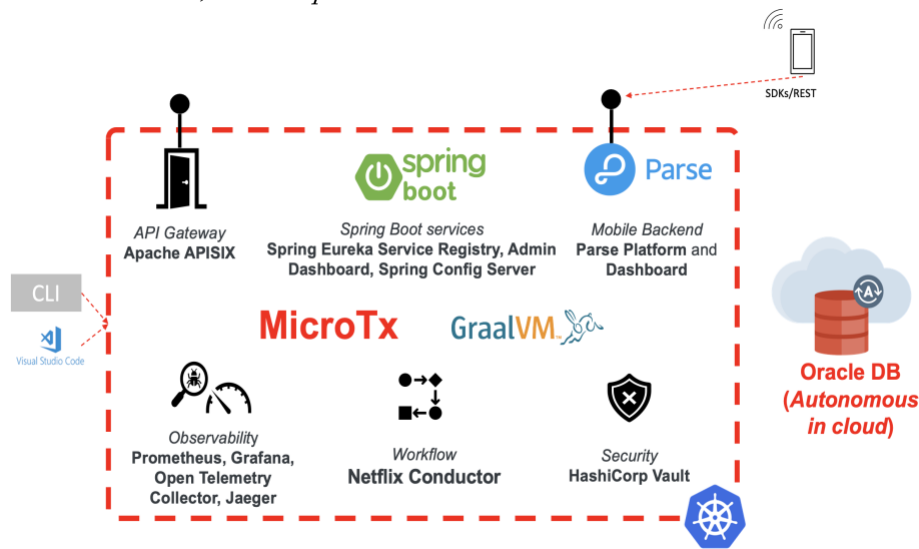 SDKs/REST
spring
boot
Parse
API Gateway
Apache APISIX
Spring Boot services
Spring Eureka Service Registry, Admin
Dashboard, Spring Config Server
Mobile Backend
Parse Platform and
Dashboard
CLI
Visual Studio Code
MicroTx
GraalVM™
A
Oracle DB
(Autonomous
in cloud)
Observability
Prometheus, Grafana,
Open Telemetry
Collector, Jaeger
Workflow
Netflix Conductor
Security
HashiCorp Vault